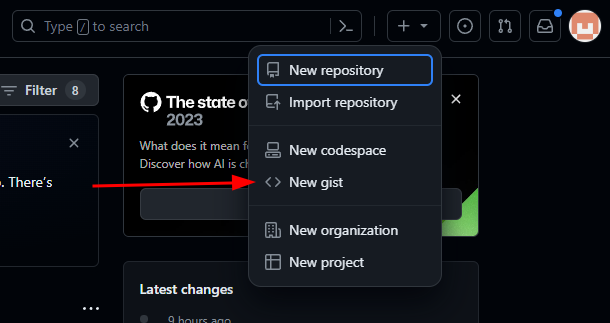 Type / to search
Filter 8
New repository
Import repository
New codespace
New gist
New organization
New project
The state
2023
What does it mean
Discover how AI is
. There's
Latest changes
9 hours ago